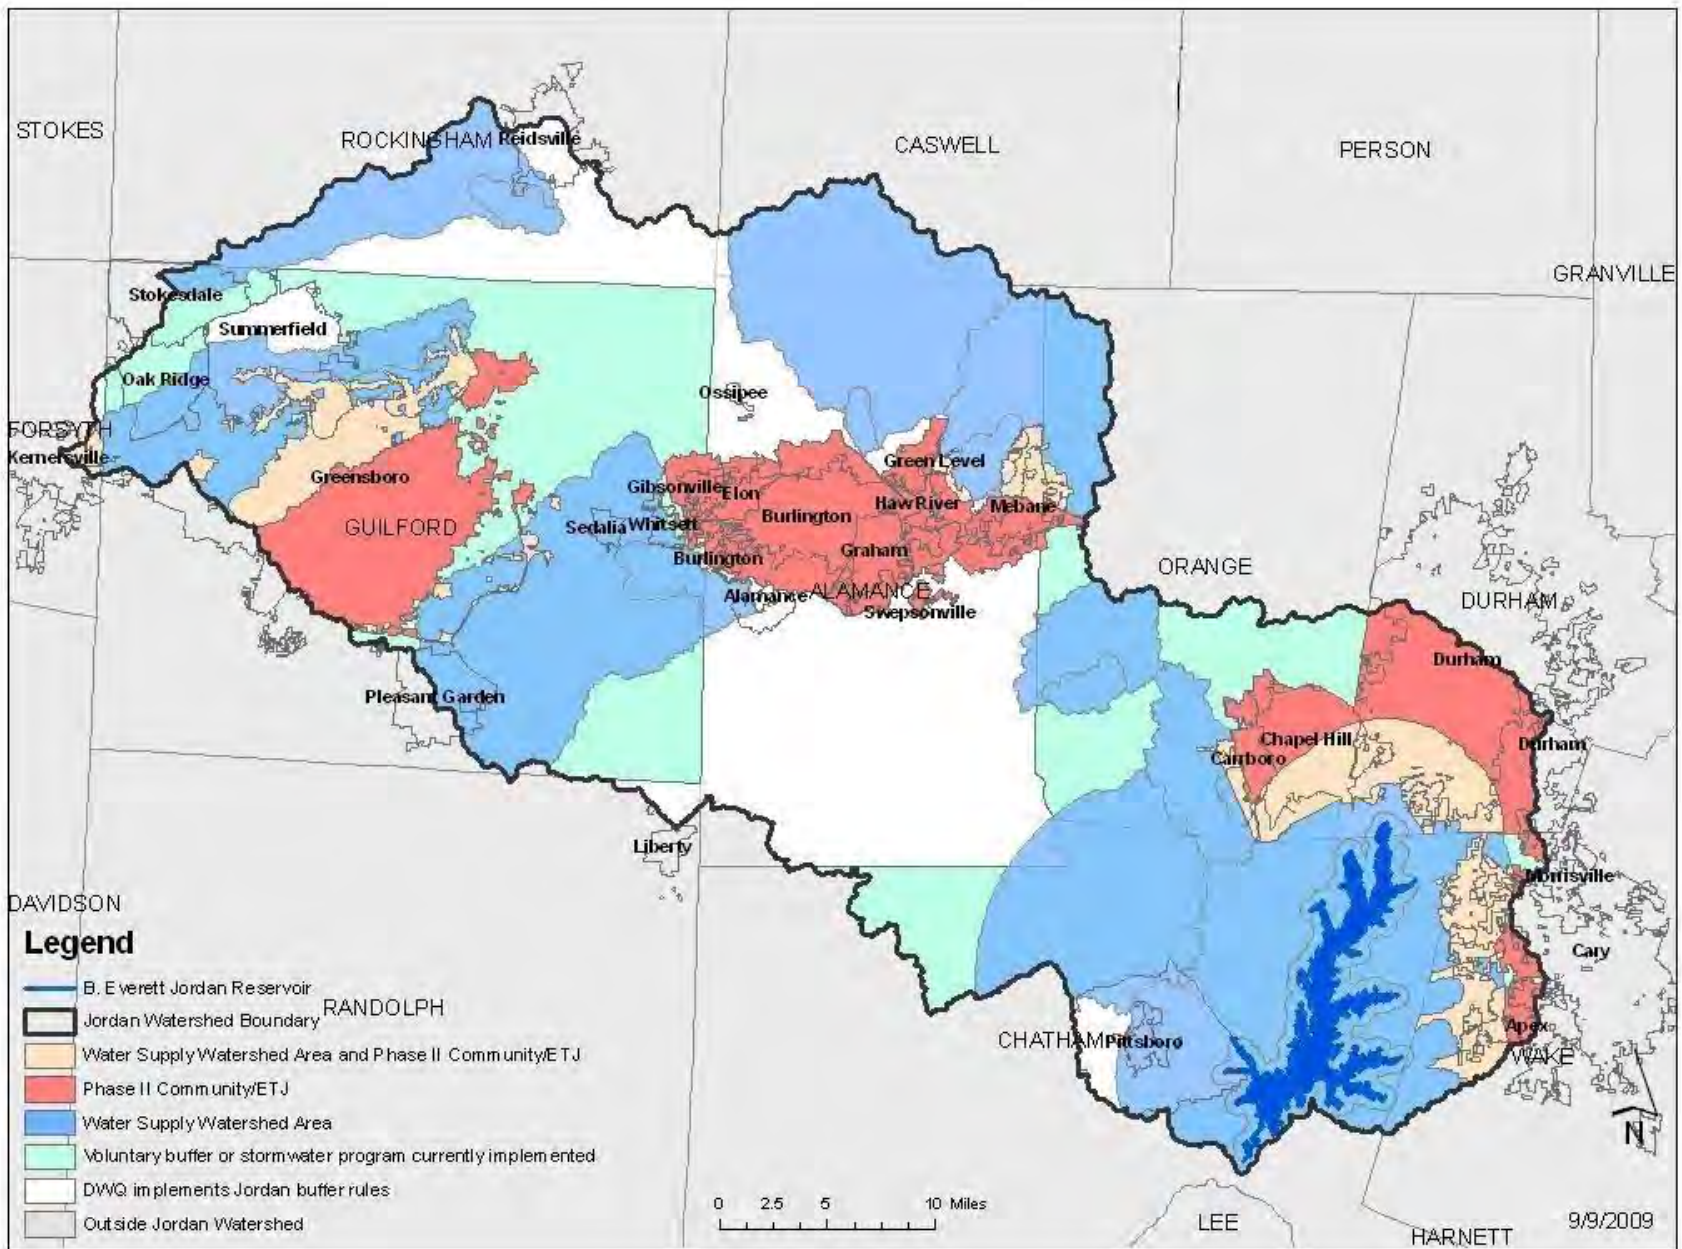 STOKES
ROCKINGHAM
Reidsville
CASWELL
PERSON
GRANVILLE
Stokesdale
Summerfield
Oak Ridge
Ossipee
FORSYTH
Kernersville
Greensboro
GUILFORD
Gibsonville
Elon
Green Level
Sedalia
Whitsett
Burlington
Haw River
Mebane
Burlington
Graham
Alamance
ALAMANCE
Swepsonville
ORANGE
DURHAM
Durham
Pleasant Garden
Chapel Hill
Carrboro
Durham
Liberty
Morrisville
DAVIDSON
Cary
RANDOLPH
CHATHAM
Pittsboro
Apex
WAKE
Legend
B. Everett Jordan Reservoir
Jordan Watershed Boundary
Water Supply Watershed Area and Phase II Community/ETJ
Phase II Community/ETJ
Water Supply Watershed Area
Voluntary buffer or stormwater program currently implemented
DWQ implements Jordan buffer rules
Outside Jordan Watershed
0 2.5 5 10 Miles
N
LEE
HARNETT
9/9/2009